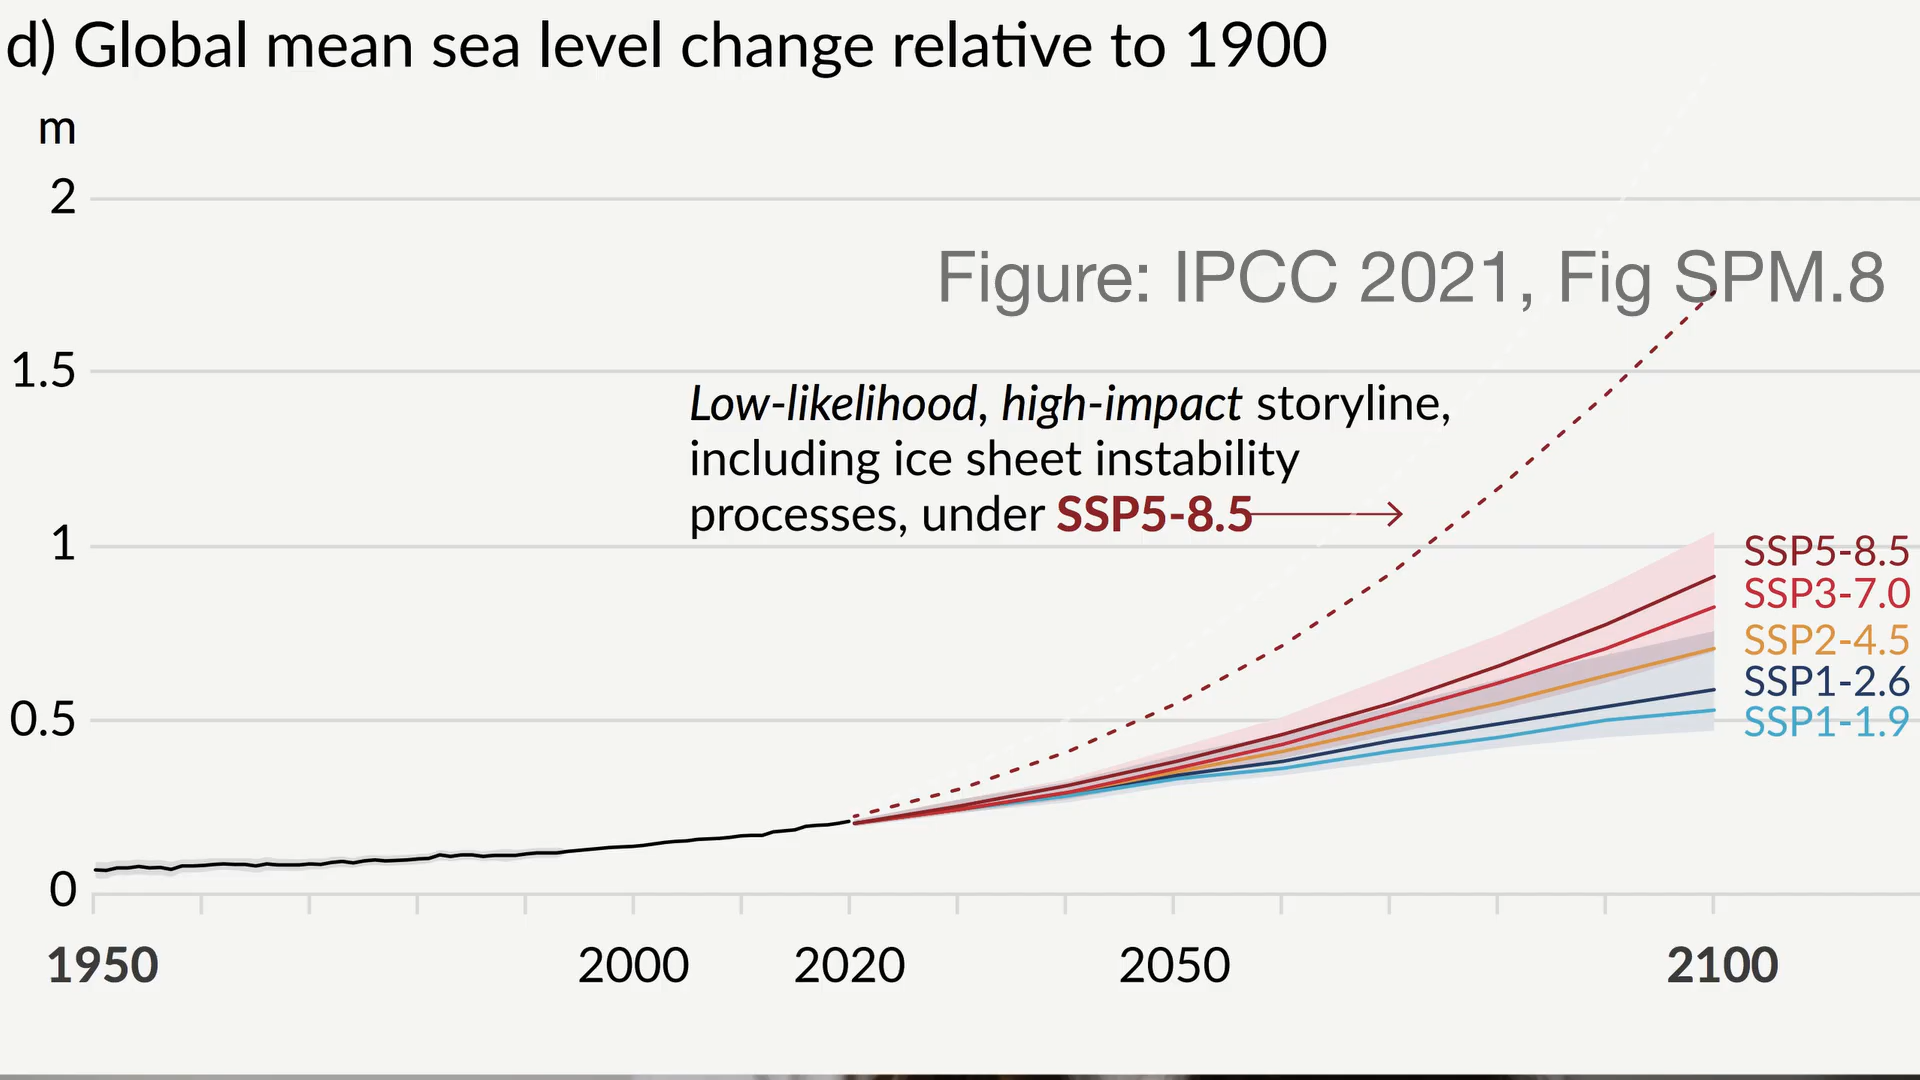 d) Global mean sea level change relative to 1900
m
2
Figure: IPCC 2021, Fig SPM.8
1.5
Low-likelihood, high-impact storyline,
including ice sheet instability
processes, under SSP5-8.5
1
SSP5-8.5
SSP3-7.0
SSP2-4.5
SSP1-2.6
SSP1-1.9
0.5
0
1950 2000 2020 2050 2100